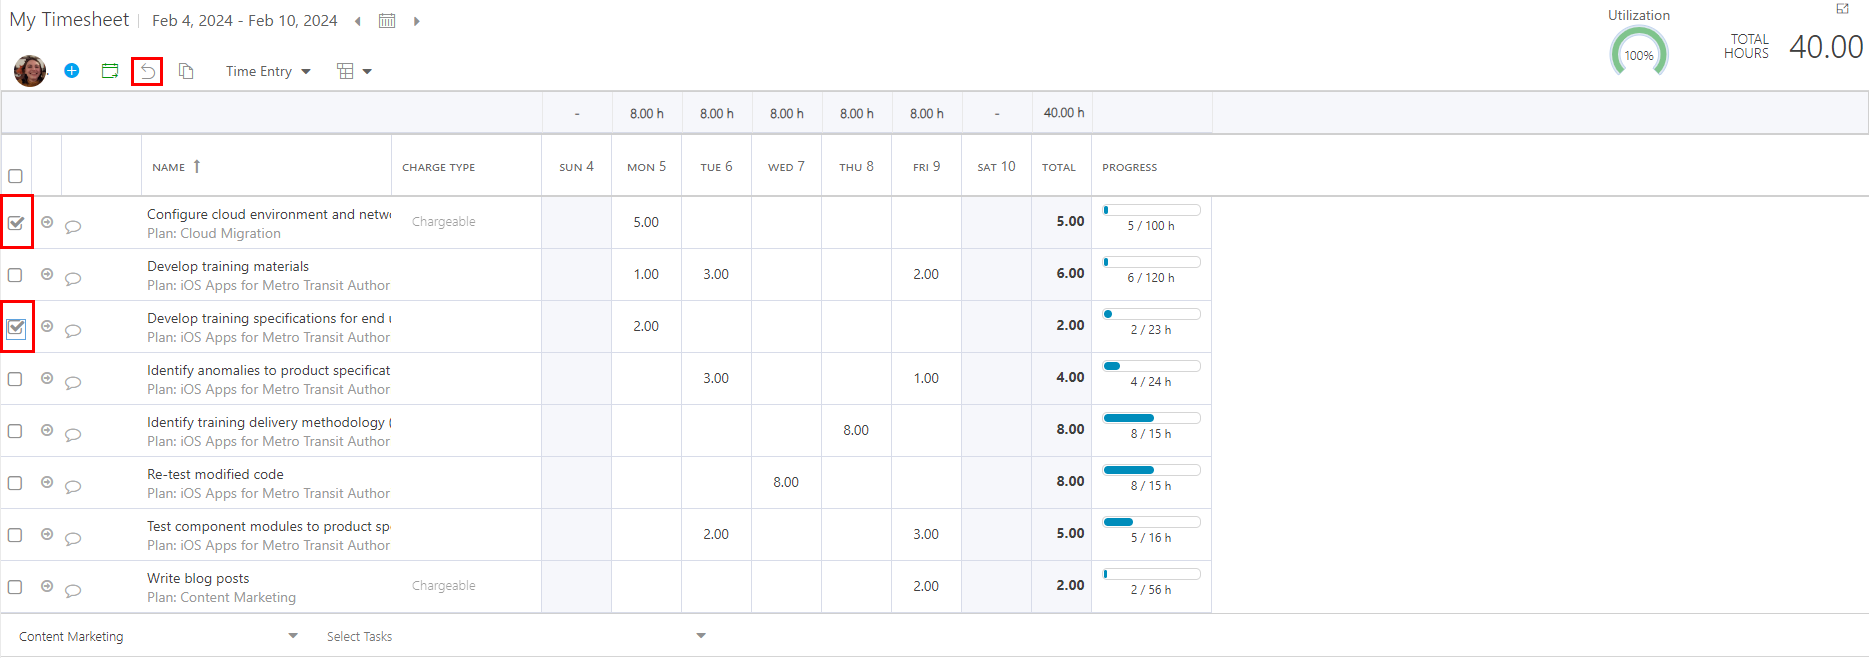 My Timesheet Feb 4, 2024 - Feb 10, 2024
Utilization
100%
TOTAL HOURS 40.00
Time Entry
- 8.00 h 8.00 h 8.00 h 8.00 h 8.00 h - 40.00 h
NAME CHARGE TYPE SUN 4 MON 5 TUE 6 WED 7 THU 8 FRI 9 SAT 10 TOTAL PROGRESS
Configure cloud environment and netw Chargeable 5.00 5.00 5 / 100 h
Plan: Cloud Migration
Develop training materials 1.00 3.00 2.00 6.00 6 / 120 h
Plan: iOS Apps for Metro Transit Author
Develop training specifications for end 2.00 2.00 2 / 23 h
Plan: iOS Apps for Metro Transit Author
Identify anomalies to product specificat 3.00 1.00 4.00 4 / 24 h
Plan: iOS Apps for Metro Transit Author
Identify training delivery methodology ( 8.00 8.00 8 / 15 h
Plan: iOS Apps for Metro Transit Author
Re-test modified code 8.00 8.00 8 / 15 h
Plan: iOS Apps for Metro Transit Author
Test component modules to product sp 2.00 3.00 5.00 5 / 16 h
Plan: iOS Apps for Metro Transit Author
Write blog posts Chargeable 2.00 2.00 2 / 56 h
Plan: Content Marketing
Content Marketing Select Tasks